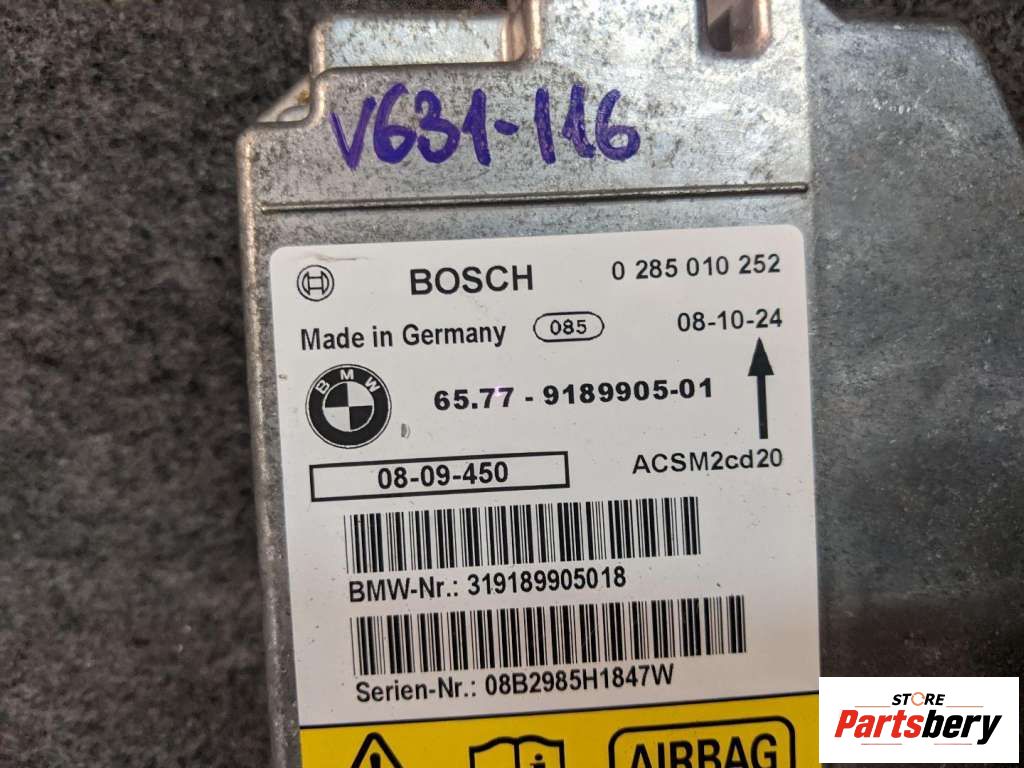 V631-116
BOSCH 0 285 010 252
Made in Germany 085 08-10-24
BMW
65.77 - 9189905-01
08-09-450 ACSM2cd20
BMW-Nr.: 319189905018
Serien-Nr.: 08B2985H1847W
AIRBAG
STORE
Partsbery